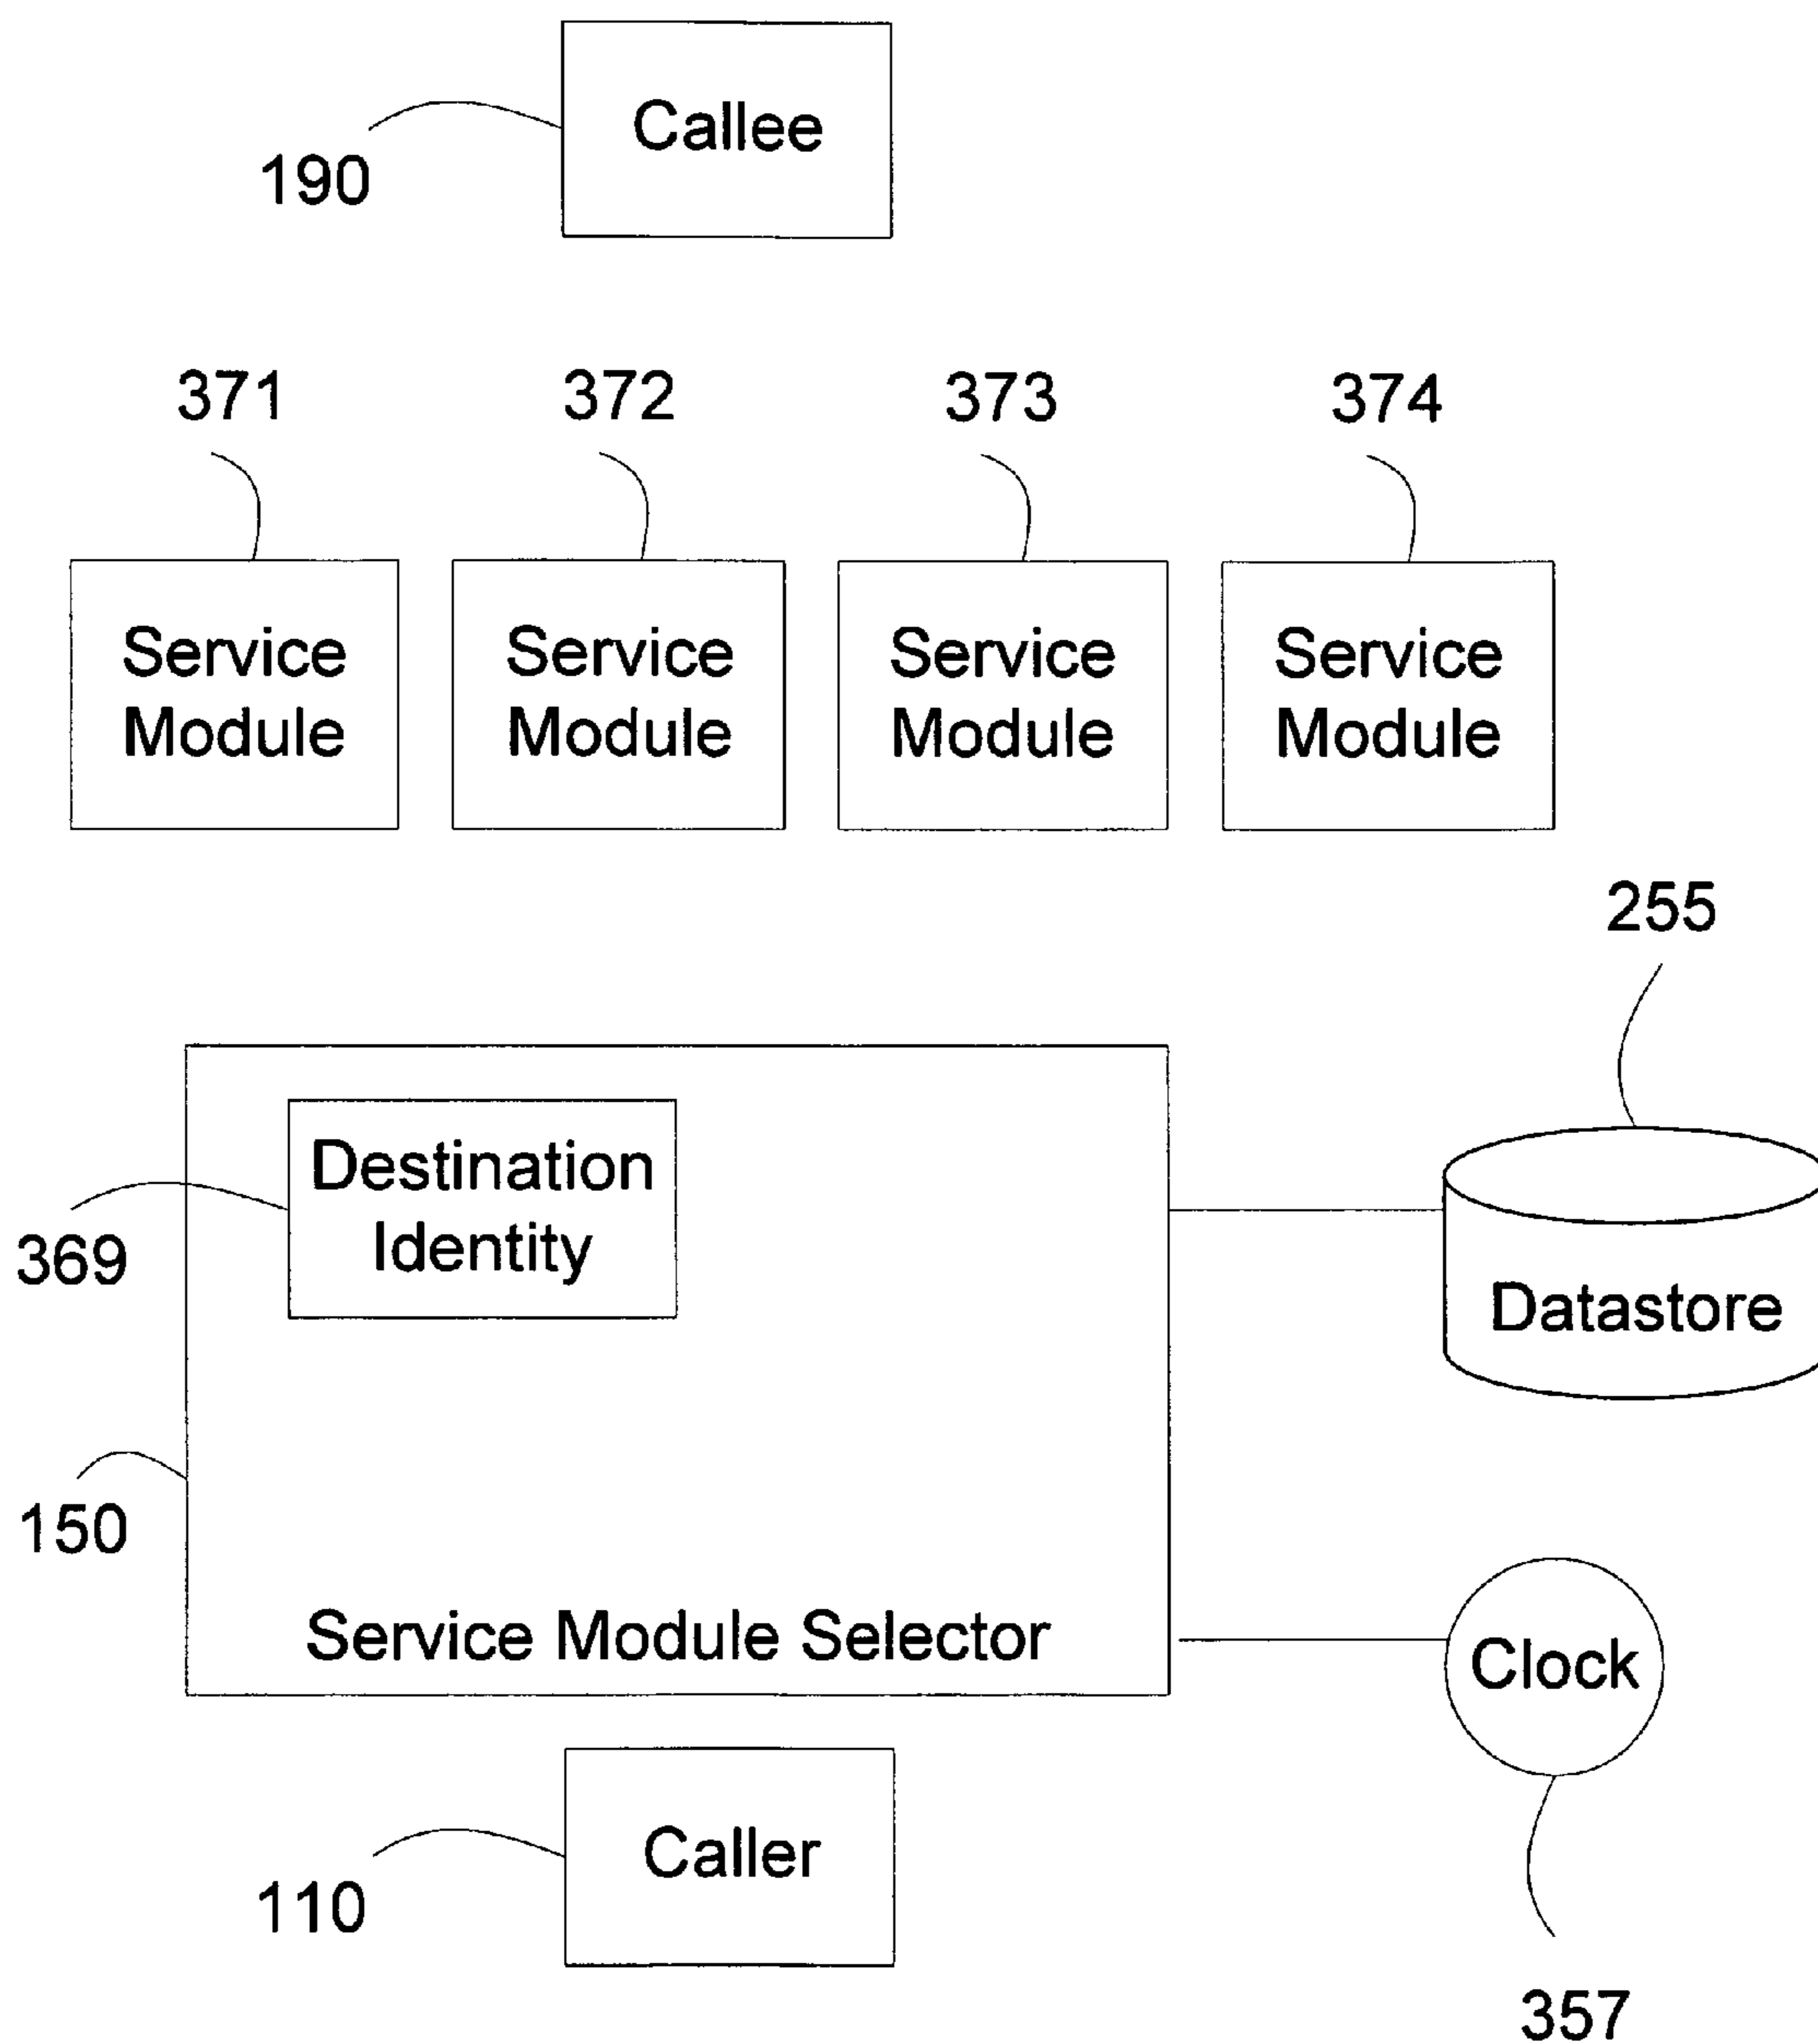 Callee
190
371
372
373
374
Service
Module
Service
Module
Service
Module
Service
Module
255
Destination
Identity
369
Datastore
150
Service Module Selector
Clock
Caller
110
357